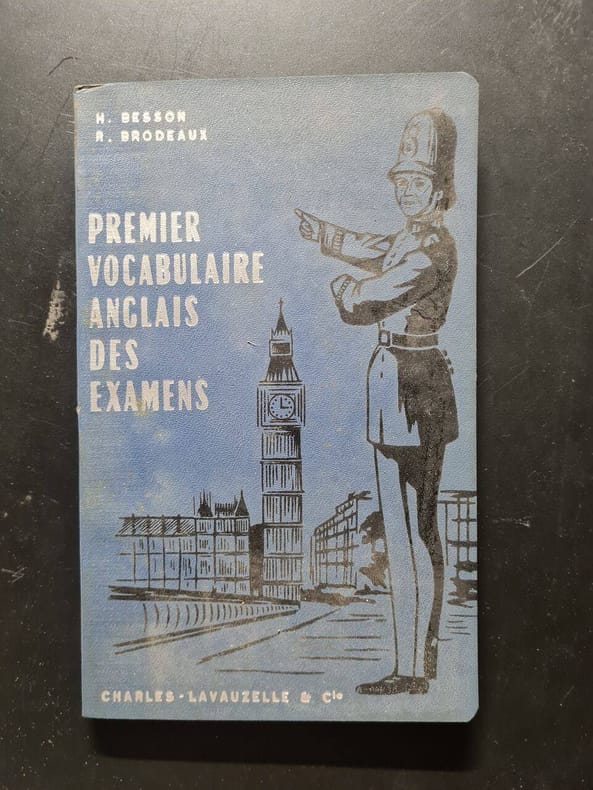 H. BESSON
R. BRODEAUX
PREMIER
VOCABULAIRE
ANGLAIS
DES
EXAMENS
CHARLES-LAVAUZELLE & Cie